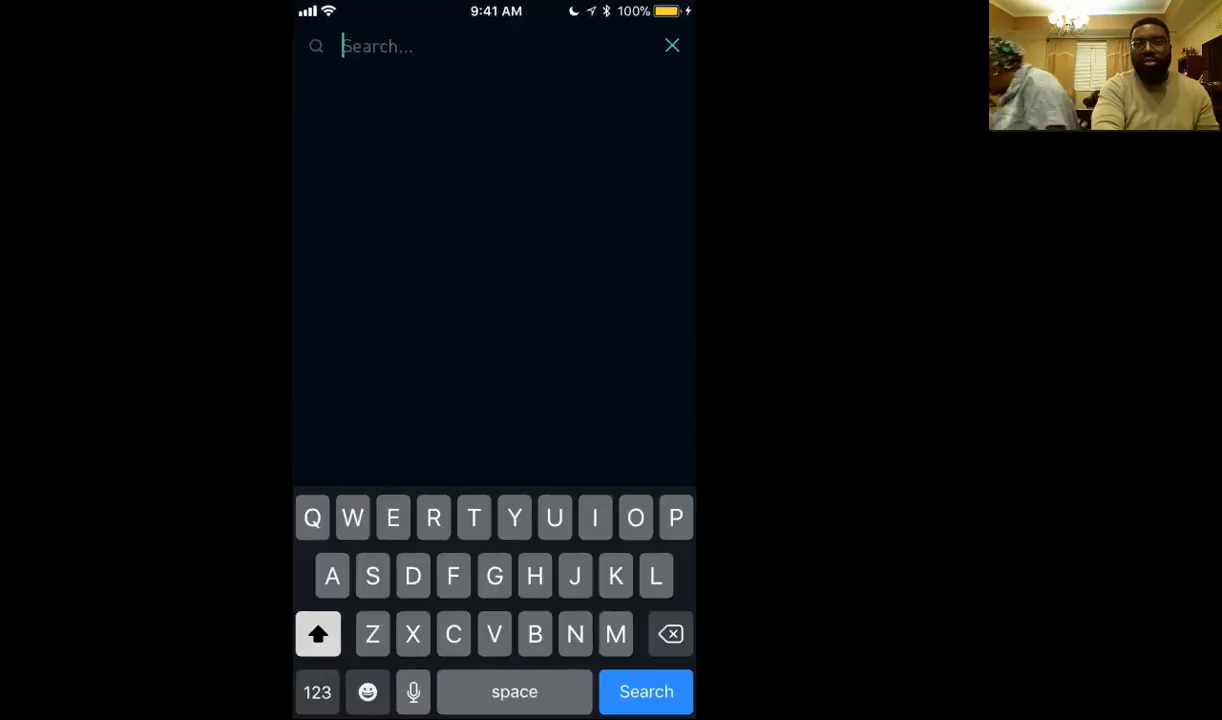 9:41 AM 100%
Search...
Q W E R T Y U I O P
A S D F G H J K L
Z X C V B N M
123 space Search